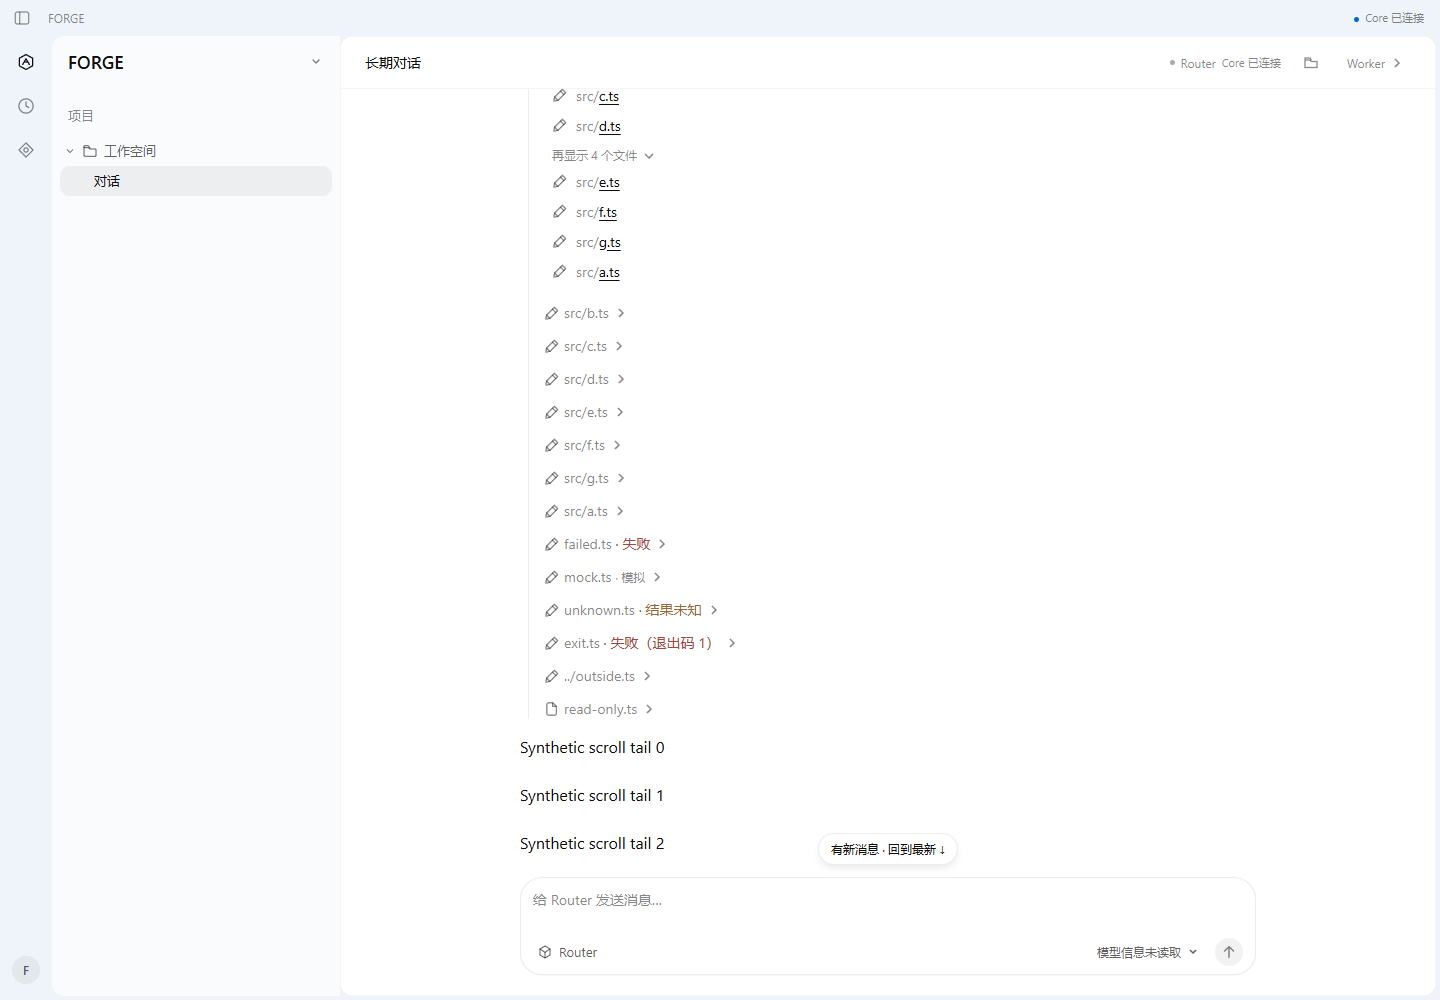 FORGE
Core 已连接
FORGE
项目
工作空间
对话
长期对话
Router Core 已连接
Worker
src/c.ts
src/d.ts
再显示 4 个文件
src/e.ts
src/f.ts
src/g.ts
src/a.ts
src/b.ts
src/c.ts
src/d.ts
src/e.ts
src/f.ts
src/g.ts
src/a.ts
failed.ts · 失败
mock.ts · 模拟
unknown.ts · 结果未知
exit.ts · 失败（退出码 1）
../outside.ts
read-only.ts
Synthetic scroll tail 0
Synthetic scroll tail 1
Synthetic scroll tail 2
有新消息 · 回到最新 ↓
给 Router 发送消息...
Router
模型信息未读取
F